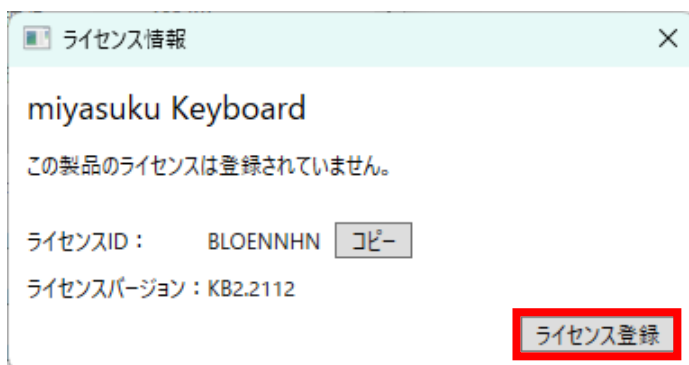 ライセンス情報
miyasuku Keyboard
この製品のライセンスは登録されていません。
ライセンスID： BLOENNHN コピー
ライセンスバージョン：KB2.2112
ライセンス登録